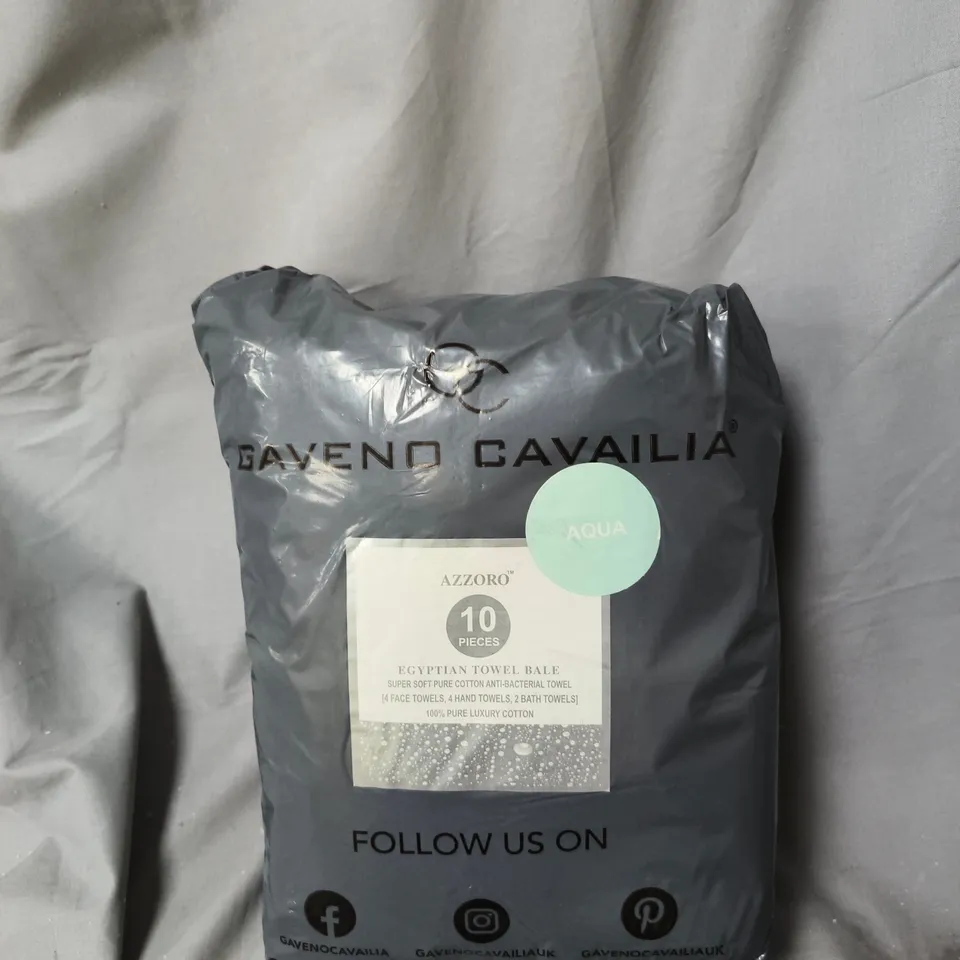 GC
GAVENO CAVAILIA®
AQUA
AZZORO™
10
PIECES
EGYPTIAN TOWEL BALE
SUPER SOFT PURE COTTON ANTI-BACTERIAL TOWEL
[4 FACE TOWELS, 4 HAND TOWELS, 2 BATH TOWELS]
100% PURE LUXURY COTTON
FOLLOW US ON
GAVENOCAVAILIA GAVENOCAVAILIAUK GAVENOCAVAILIAUK